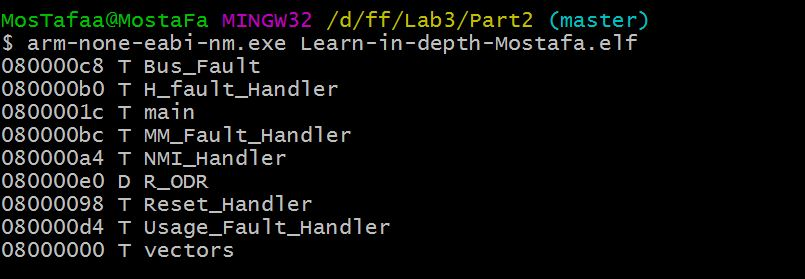 MosTafaa@MostaFa MINGW32 /d/ff/Lab3/Part2 (master)
$ arm-none-eabi-nm.exe Learn-in-depth-Mostafa.elf
080000c8 T Bus_Fault
080000b0 T H_fault_Handler
0800001c T main
080000bc T MM_Fault_Handler
080000a4 T NMI_Handler
080000e0 D R_ODR
08000098 T Reset_Handler
080000d4 T Usage_Fault_Handler
08000000 T vectors